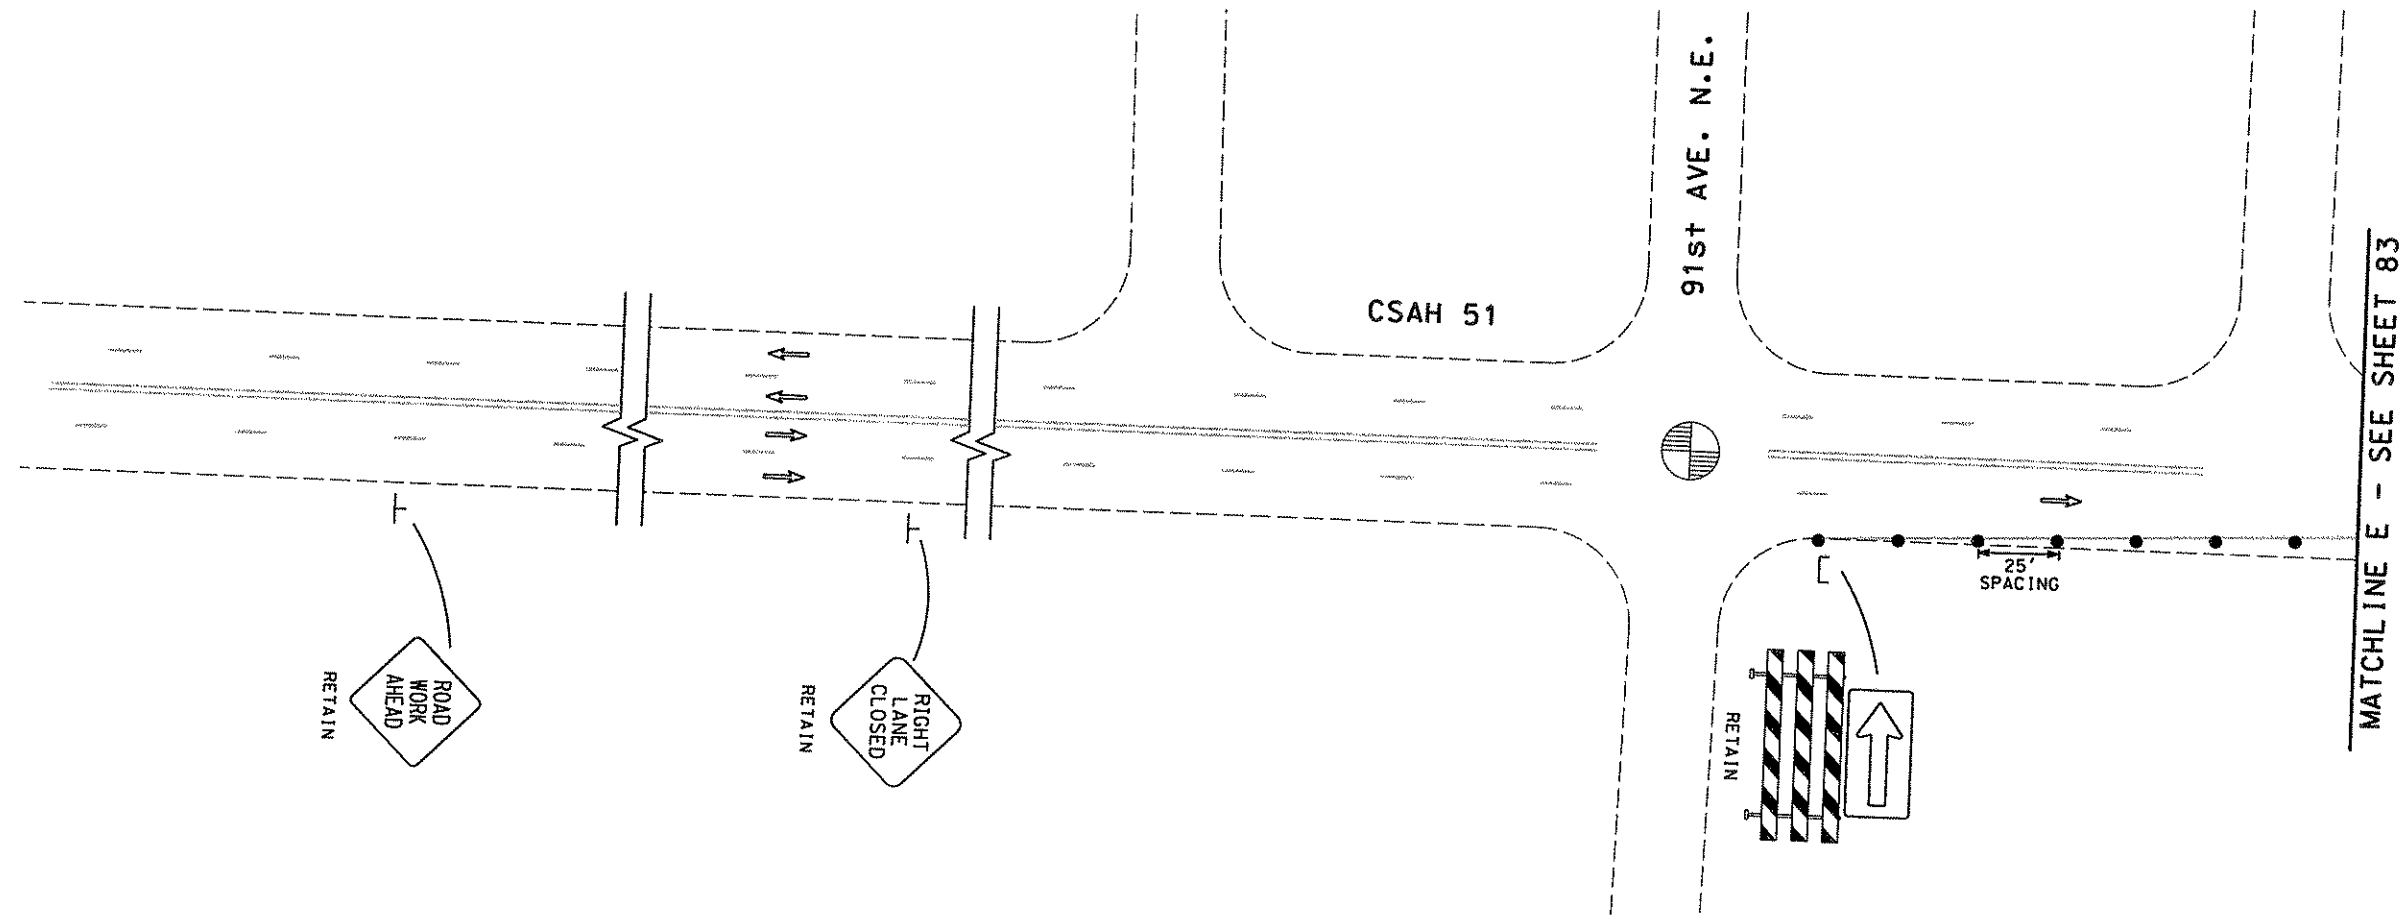 91st AVE. N.E.
CSAH 51
MATCHLINE E - SEE SHEET 83
25'
SPACING
ROAD
WORK
AHEAD
RETAIN
RIGHT
LANE
CLOSED
RETAIN
RETAIN